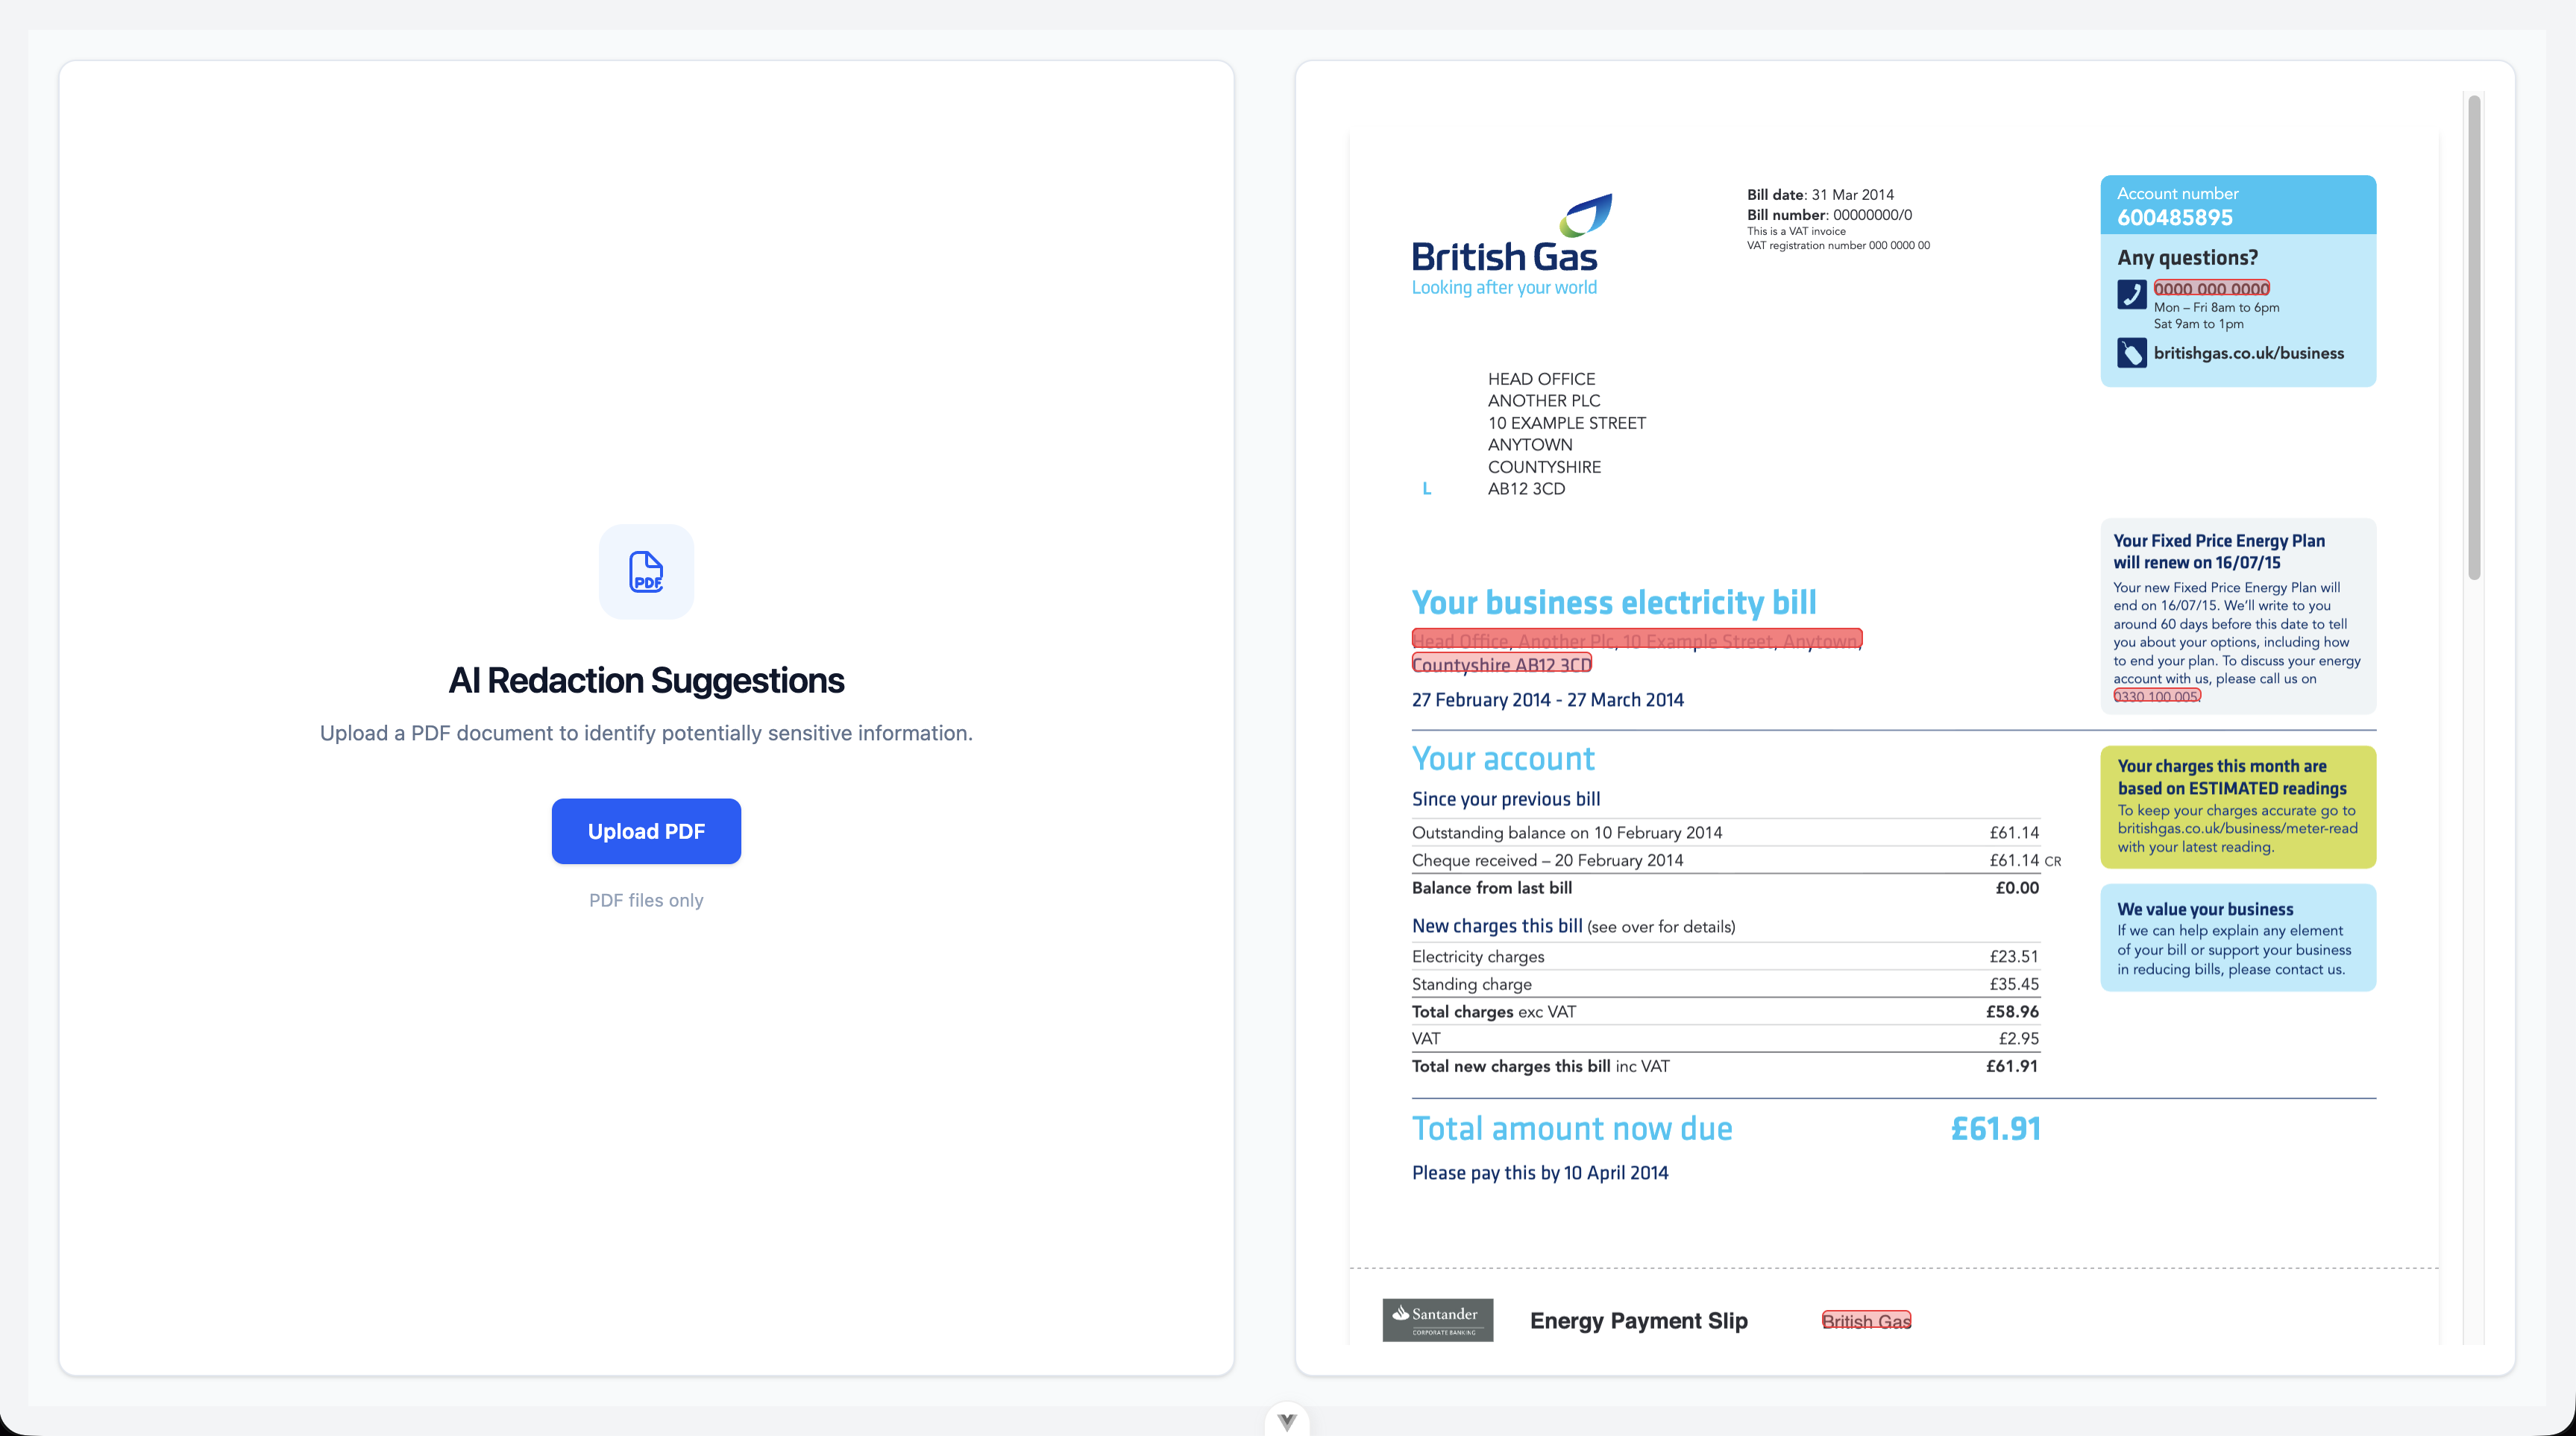 AI Redaction Suggestions
Upload a PDF document to identify potentially sensitive information.
Upload PDF
PDF files only
PDF
British Gas
Looking after your world
Bill date: 31 Mar 2014
Bill number: 00000000/0
This is a VAT invoice
VAT registration number 000 0000 00
Account number
600485895
Any questions?
0000 000 0000
Mon – Fri 8am to 6pm
Sat 9am to 1pm
britishgas.co.uk/business
HEAD OFFICE
ANOTHER PLC
10 EXAMPLE STREET
ANYTOWN
COUNTYSHIRE
L AB12 3CD
Your business electricity bill
Head Office, Another Plc, 10 Example Street, Anytown,
Countyshire AB12 3CD
27 February 2014 - 27 March 2014
Your Fixed Price Energy Plan
will renew on 16/07/15
Your new Fixed Price Energy Plan will
end on 16/07/15. We'll write to you
around 60 days before this date to tell
you about your options, including how
to end your plan. To discuss your energy
account with us, please call us on
0330 100 005.
Your account
Since your previous bill
Outstanding balance on 10 February 2014 £61.14
Cheque received – 20 February 2014 £61.14 CR
Balance from last bill £0.00
New charges this bill (see over for details)
Electricity charges £23.51
Standing charge £35.45
Total charges exc VAT £58.96
VAT £2.95
Total new charges this bill inc VAT £61.91
Your charges this month are
based on ESTIMATED readings
To keep your charges accurate go to
britishgas.co.uk/business/meter-read
with your latest reading.
We value your business
If we can help explain any element
of your bill or support your business
in reducing bills, please contact us.
Total amount now due £61.91
Please pay this by 10 April 2014
Santander
CORPORATE BANKING
Energy Payment Slip
British Gas